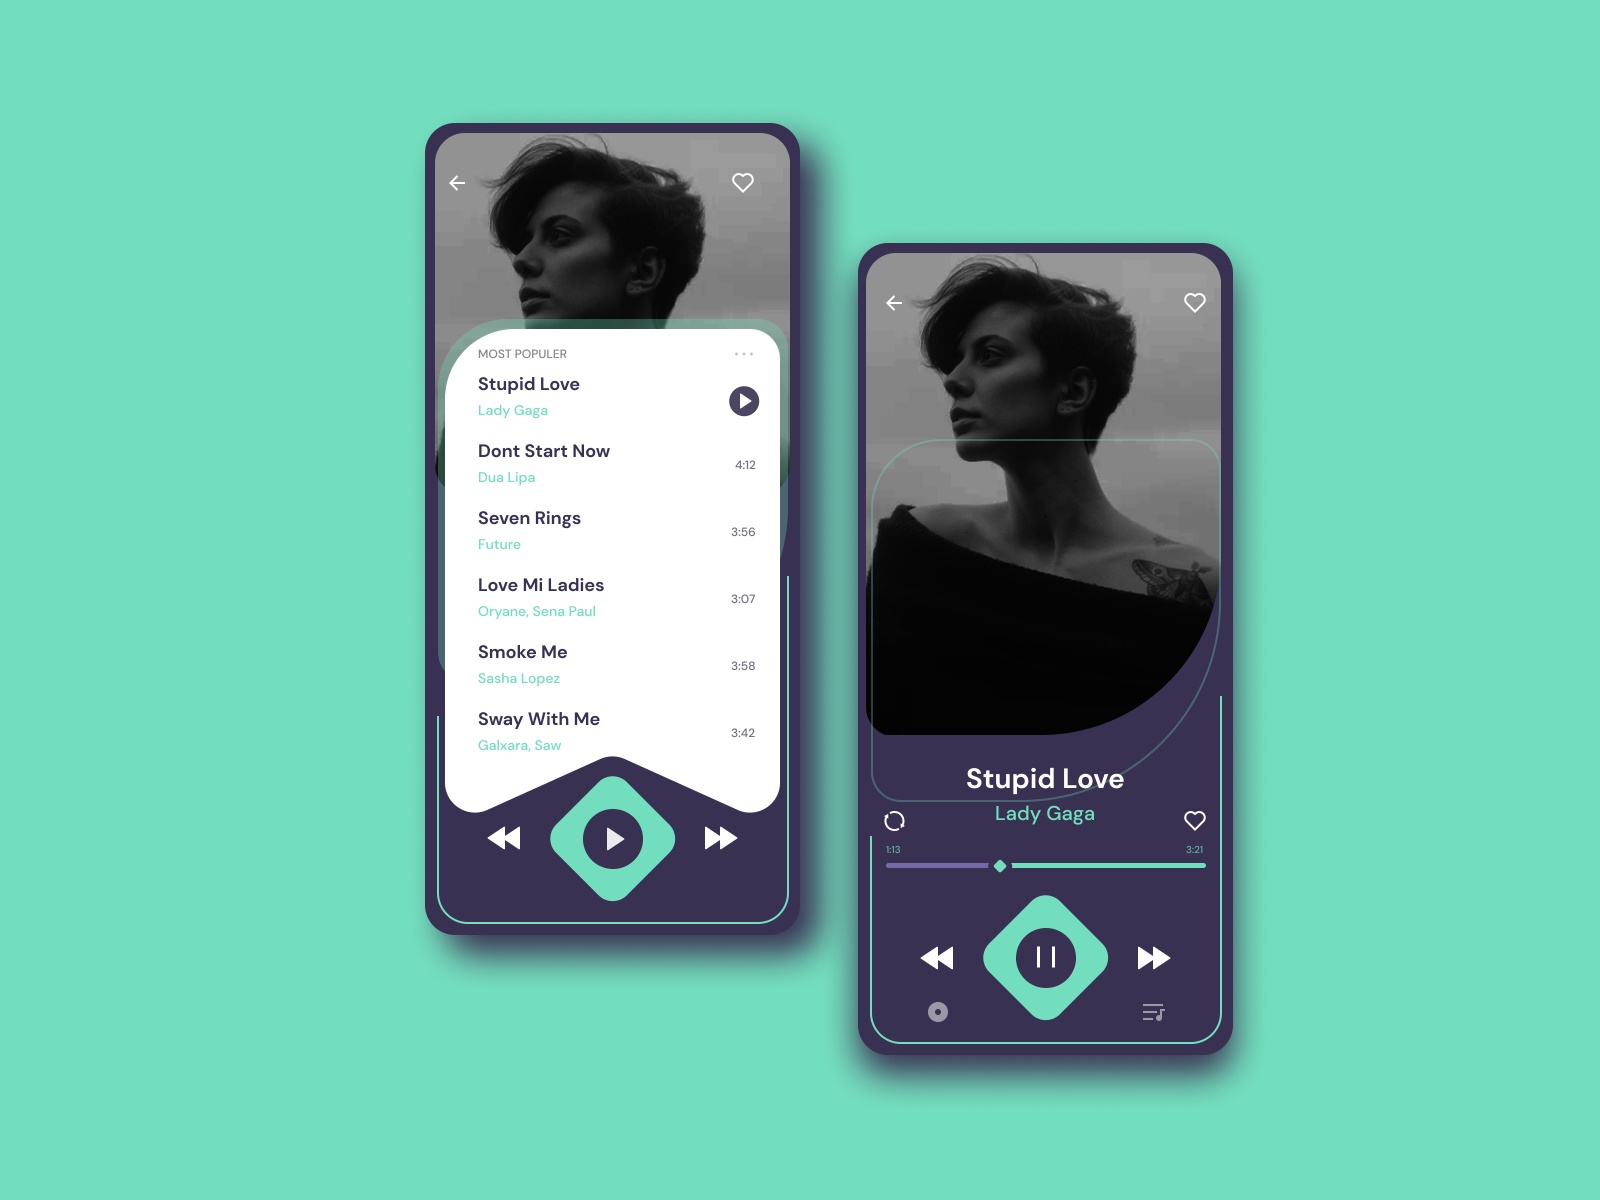 MOST POPULER
Stupid Love
Lady Gaga
Dont Start Now
Dua Lipa
4:12
Seven Rings
Future
3:56
Love Mi Ladies
Oryane, Sena Paul
3:07
Smoke Me
Sasha Lopez
3:58
Sway With Me
Galxara, Saw
3:42
Stupid Love
Lady Gaga
1:13
3:21